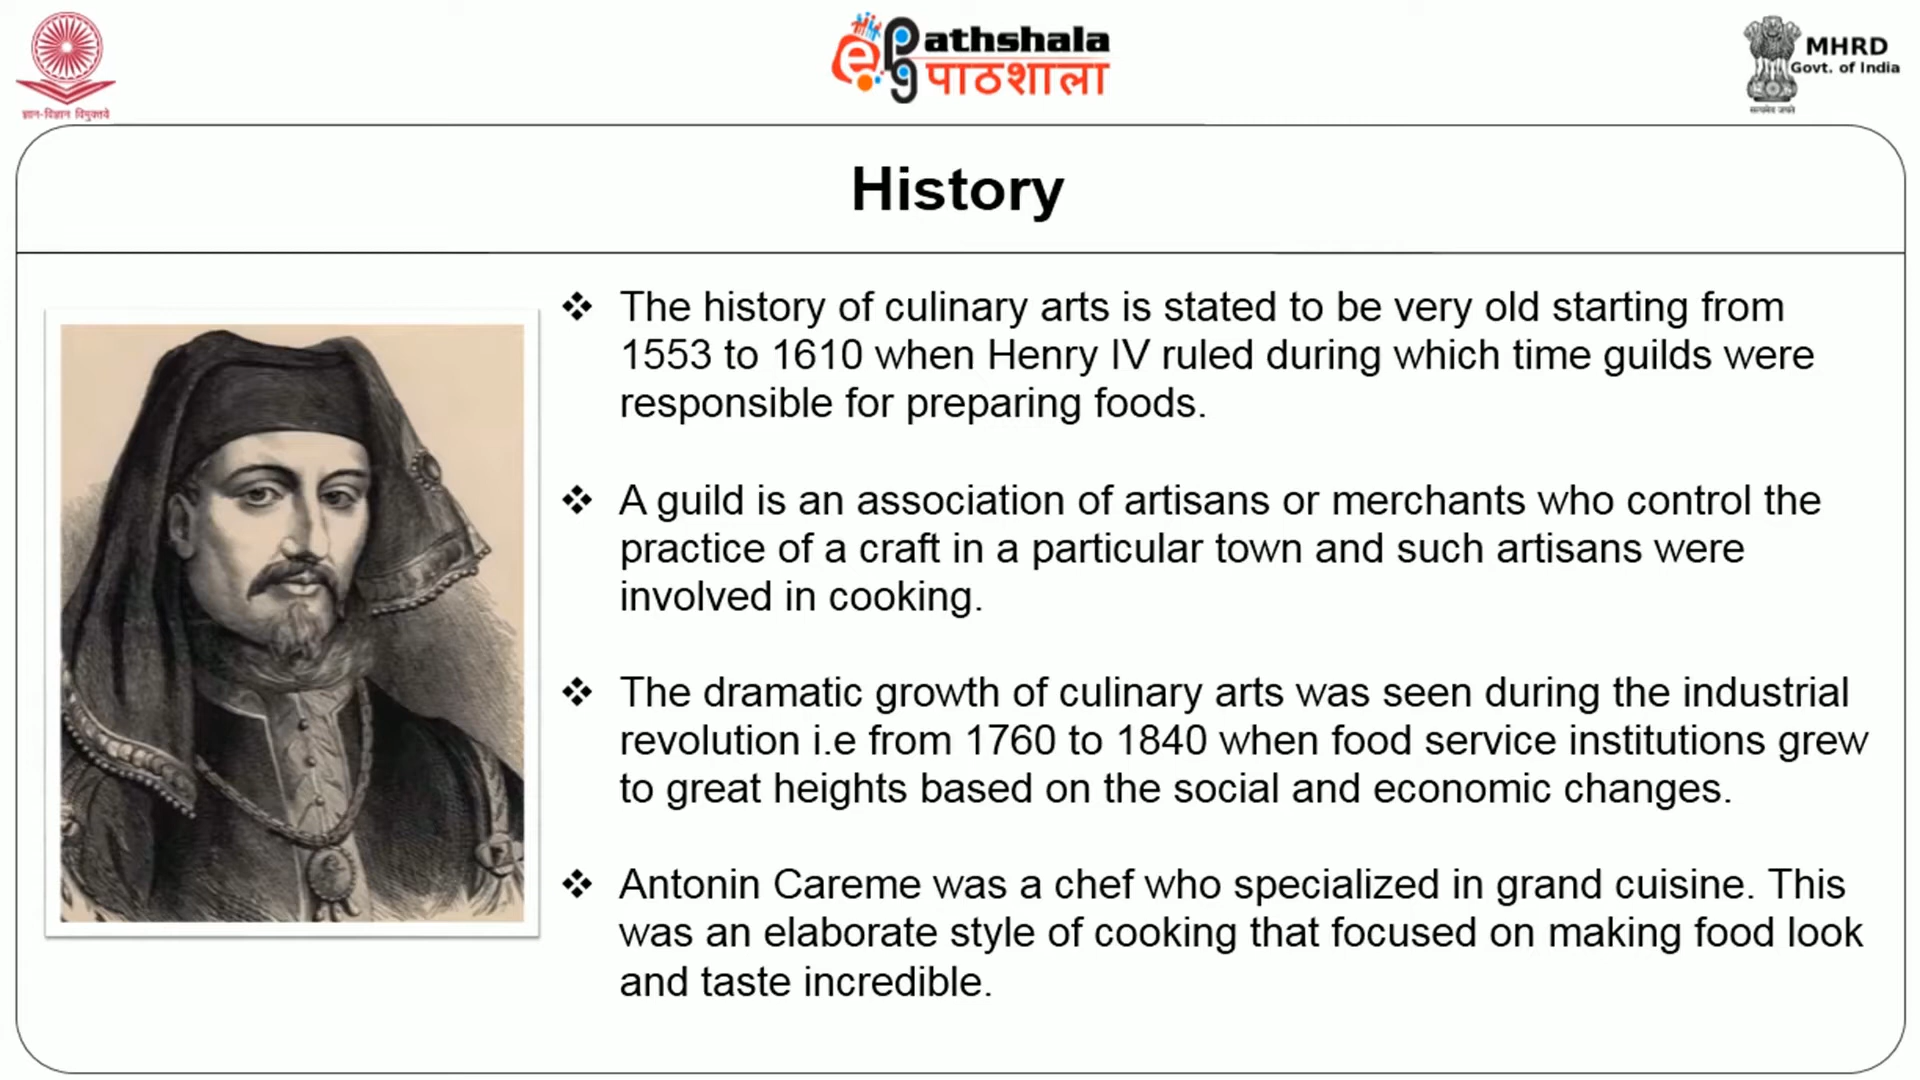 ज्ञान-विज्ञान विमुक्तये
ePg Pathshala
पाठशाला
MHRD
Govt. of India
सत्यमेव जयते
History
❖ The history of culinary arts is stated to be very old starting from
1553 to 1610 when Henry IV ruled during which time guilds were
responsible for preparing foods.
❖ A guild is an association of artisans or merchants who control the
practice of a craft in a particular town and such artisans were
involved in cooking.
❖ The dramatic growth of culinary arts was seen during the industrial
revolution i.e from 1760 to 1840 when food service institutions grew
to great heights based on the social and economic changes.
❖ Antonin Careme was a chef who specialized in grand cuisine. This
was an elaborate style of cooking that focused on making food look
and taste incredible.